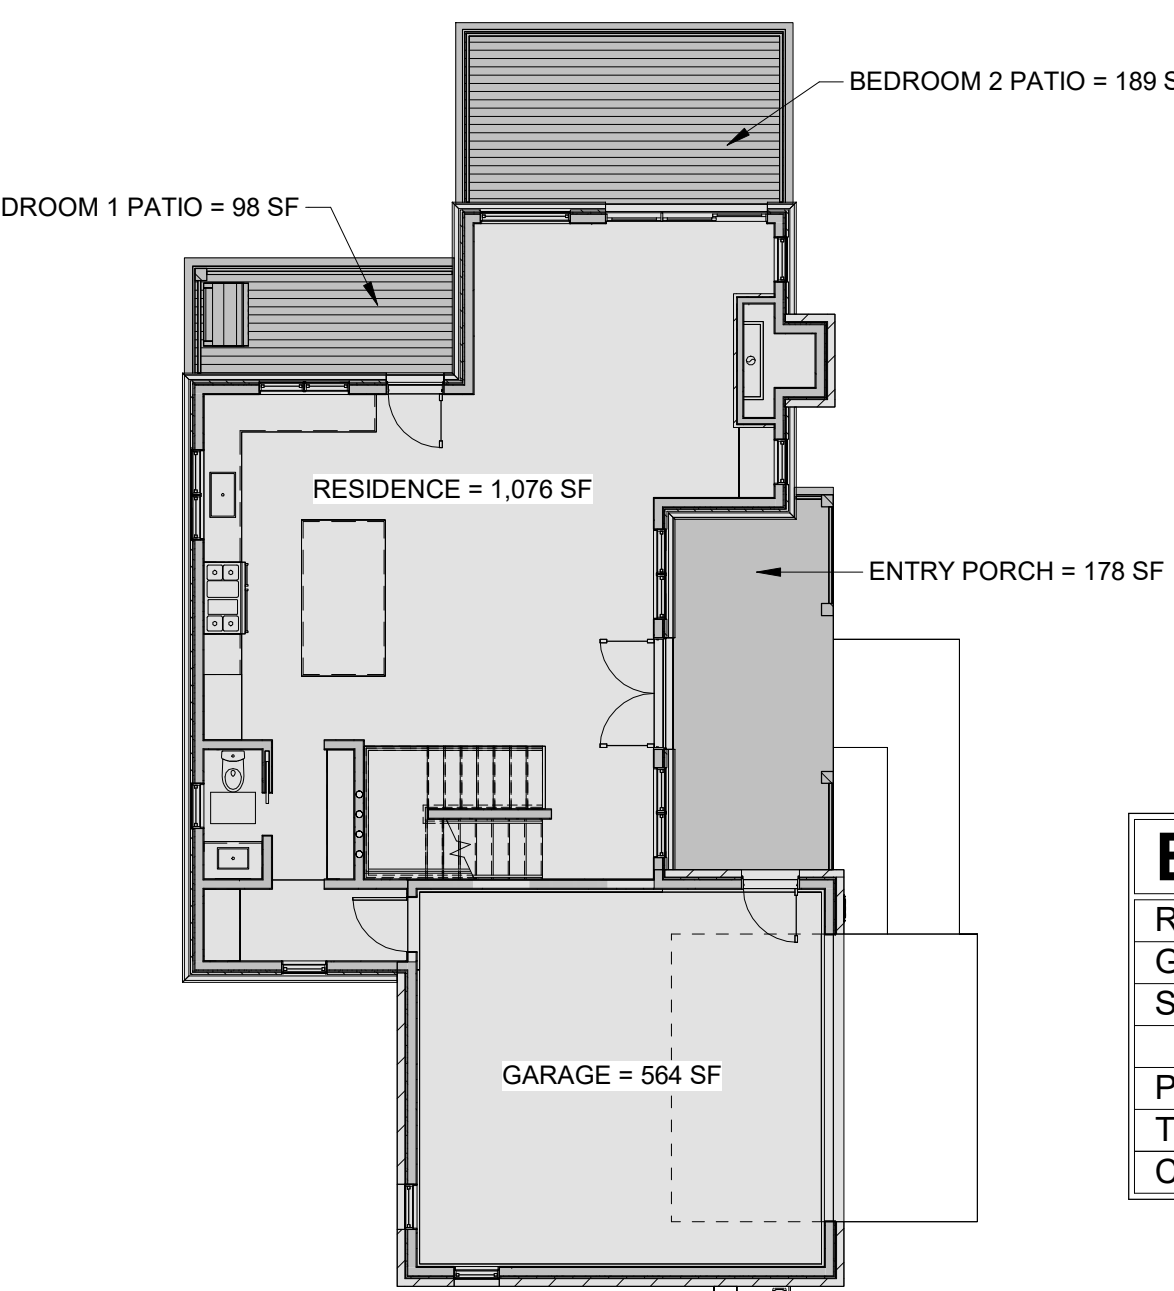 BEDROOM 2 PATIO = 189 S
DROOM 1 PATIO = 98 SF
RESIDENCE = 1,076 SF
ENTRY PORCH = 178 SF
GARAGE = 564 SF
R
G
S
P
T
C